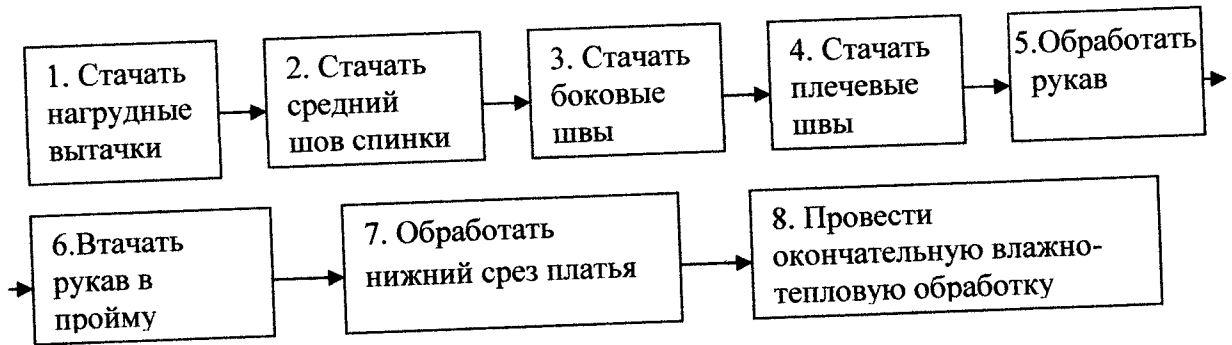 1. Стачать
нагрудные
вытачки
2. Стачать
средний
шов спинки
3. Стачать
боковые
швы
4. Стачать
плечевые
швы
5.Обработать
рукав
6.Втачать
рукав в
пройму
7. Обработать
нижний срез платья
8. Провести
окончательную влажно-
тепловую обработку